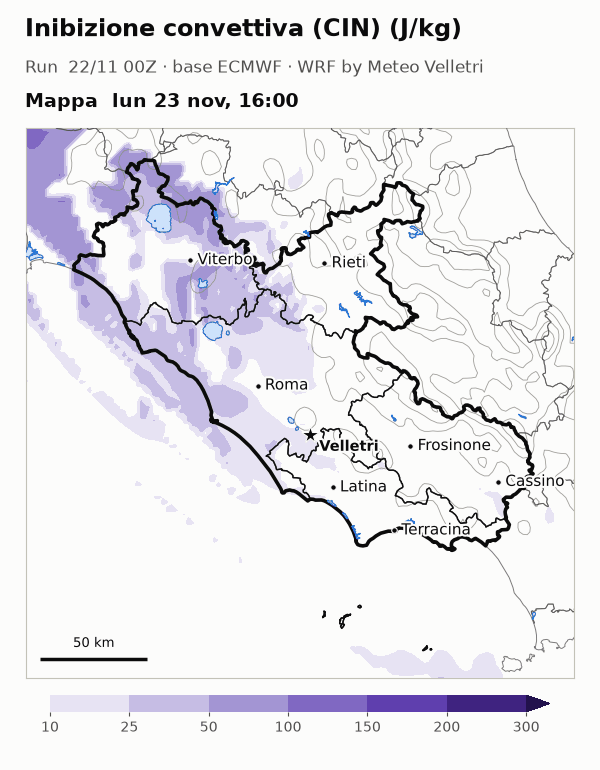 Inibizione convettiva (CIN) (J/kg)
Run  22/11 00Z · base ECMWF · WRF by Meteo Velletri
Mappa  lun 23 nov, 16:00
Viterbo
Rieti
Roma
Velletri
Frosinone
Latina
Cassino
Terracina
50 km
10 25 50 100 150 200 300